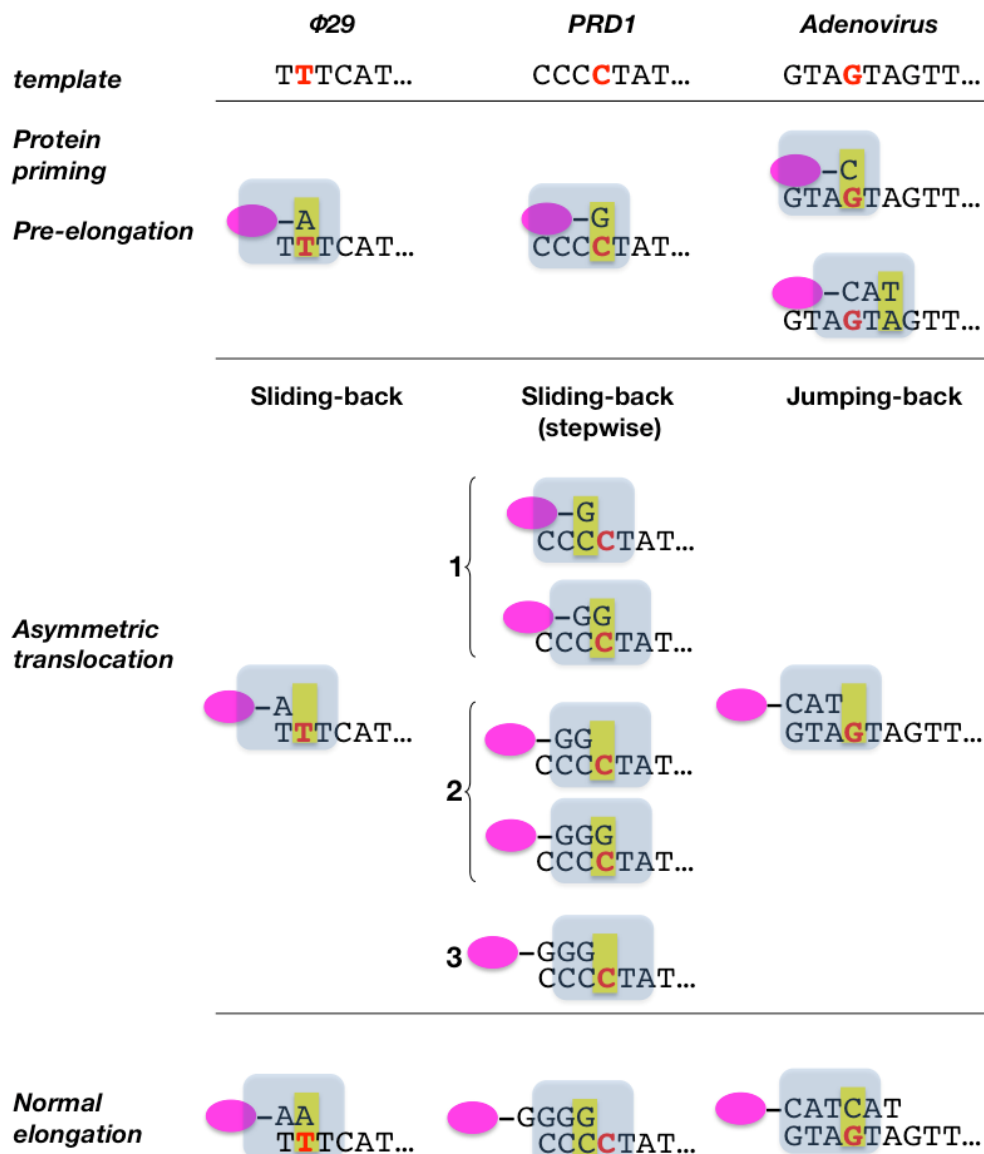 Φ29 PRD1 Adenovirus
template TTTCAT... CCCCTAT... GTAGTAGTT...
Protein
priming
C
GTAGTAGTT...
Pre-elongation
A G
TTTCAT... CCCCTAT...
CAT
GTAGTAGTT...
Sliding-back Sliding-back Jumping-back
(stepwise)
G
CCCCTAT...
1
GG
CCCCTAT...
Asymmetric
translocation
A CAT
TTTCAT... GTAGTAGTT...
GG
CCCCTAT...
2
GGG
CCCCTAT...
3 GGG
CCCCTAT...
Normal
elongation
AA GGGG CATCAT
TTTCAT... CCCCTAT... GTAGTAGTT...